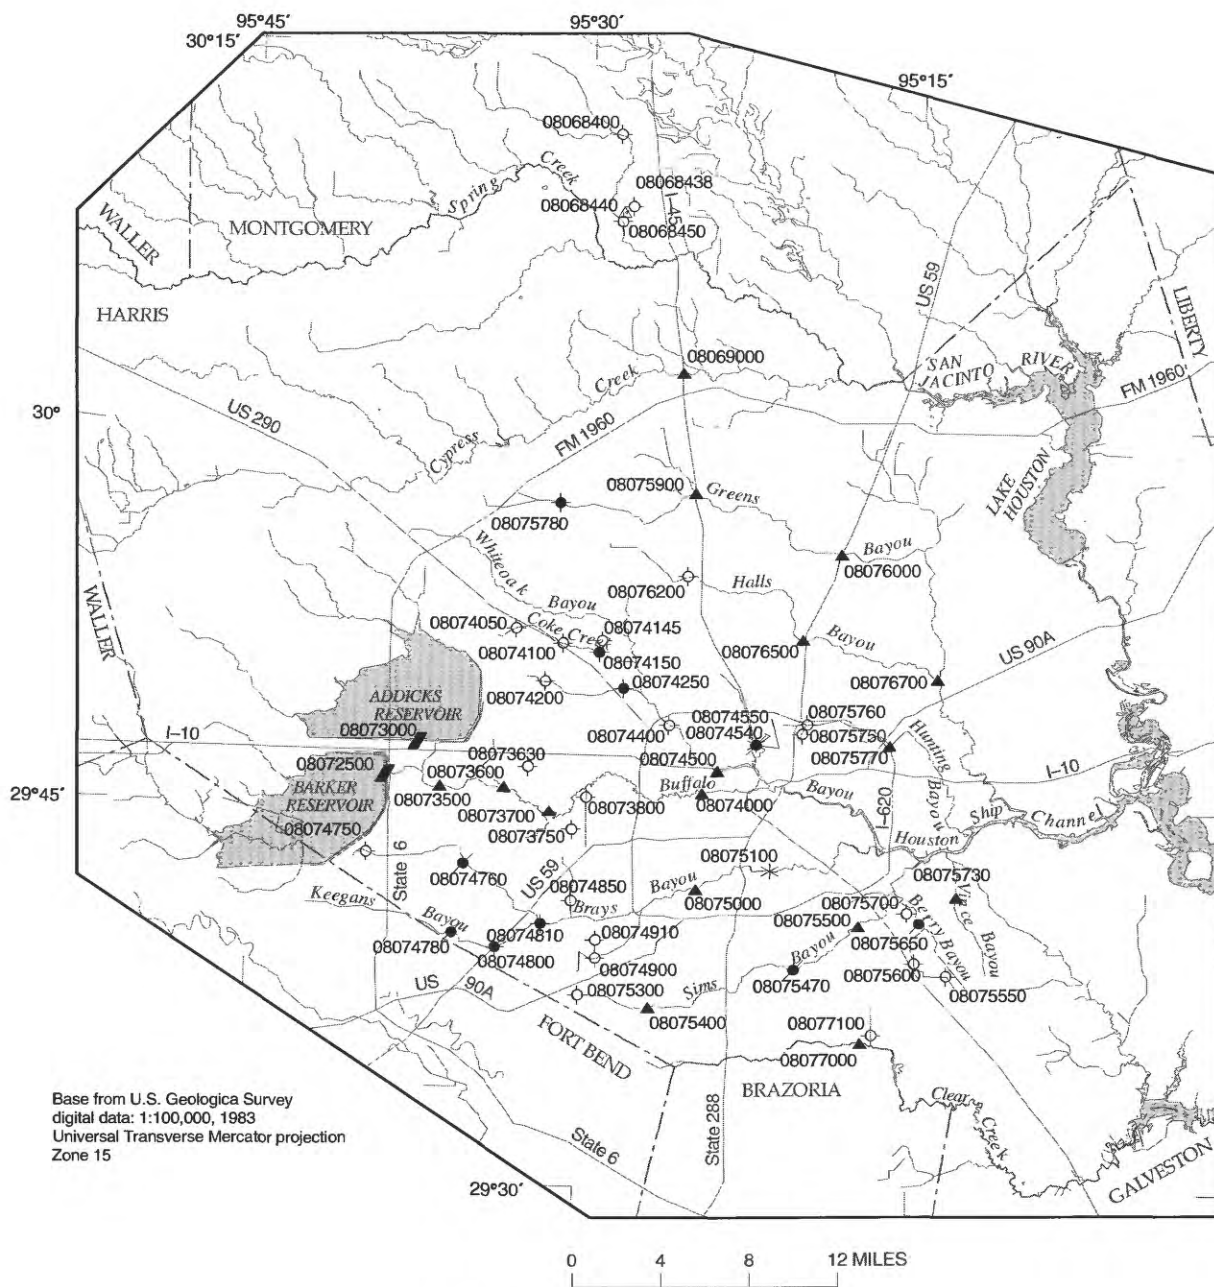 95°45′
95°30′
30°15′
95°15′
08068400
Creek
Spring
08068438
08068440
I-45
08068450
WALLER
MONTGOMERY
US 59
LIBERTY
HARRIS
08069000
SAN
JACINTO
RIVER
FM 1960
Creek
30°
US 290
FM 1960
Cypress
LAKE
HOUSTON
08075900
Greens
08075780
Bayou
08076000
Whiteoak
Bayou
08076200
Halls
WALLER
08074050
Coke Creek
08074145
08074100
08074150
08076500
Bayou
US 90A
08074200
08074250
08076700
ADDICKS
RESERVOIR
08073000
I-10
08074550
08075760
08074400
08074540
08075750
08075770
Hunting
Bayou
08073630
08072500
08073600
08074500
I-10
BARKER
RESERVOIR
08073500
Buffalo
29°45′
08073700
08073800
08074000
Bayou
I-620
Ship
Channel
08074750
08073750
Houston
State 6
08075100
08075730
US 59
08074760
08074850
Bayou
08075000
08075700
Vince
Bayou
Keegans
Bayou
Brays
08075500
Berry Bayou
08074780
08074810
08074910
08075650
08074800
08074900
Bayou
08075600
08075470
08075550
US
90A
08075300
Sims
08075400
08077100
FORT BEND
08077000
BRAZORIA
State 288
Clear
Creek
Base from U.S. Geologica Survey
digital data: 1:100,000, 1983
Universal Transverse Mercator projection
Zone 15
State 6
GALVESTON
29°30′
0 4 8 12 MILES